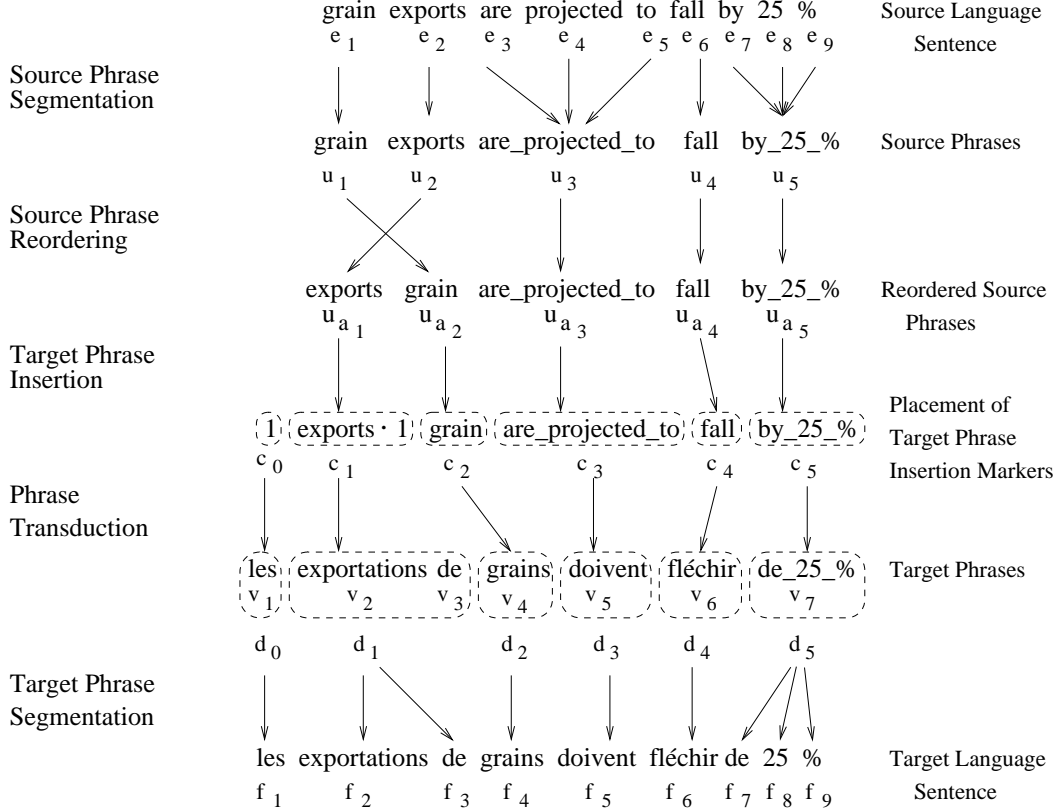 grain exports are projected to fall by 25 % Source Language
e 1 e 2 e 3 e 4 e 5 e 6 e 7 e 8 e 9 Sentence
Source Phrase
Segmentation
grain exports are_projected_to fall by_25_% Source Phrases
u 1 u 2 u 3 u 4 u 5
Source Phrase
Reordering
exports grain are_projected_to fall by_25_% Reordered Source
u a 1 u a 2 u a 3 u a 4 u a 5 Phrases
Target Phrase
Insertion
Placement of
1 exports · 1 grain are_projected_to fall by_25_% Target Phrase
c 0 c 1 c 2 c 3 c 4 c 5 Insertion Markers
Phrase
Transduction
les exportations de grains doivent fléchir de_25_% Target Phrases
v 1 v 2 v 3 v 4 v 5 v 6 v 7
d 0 d 1 d 2 d 3 d 4 d 5
Target Phrase
Segmentation
les exportations de grains doivent fléchir de 25 % Target Language
f 1 f 2 f 3 f 4 f 5 f 6 f 7 f 8 f 9 Sentence